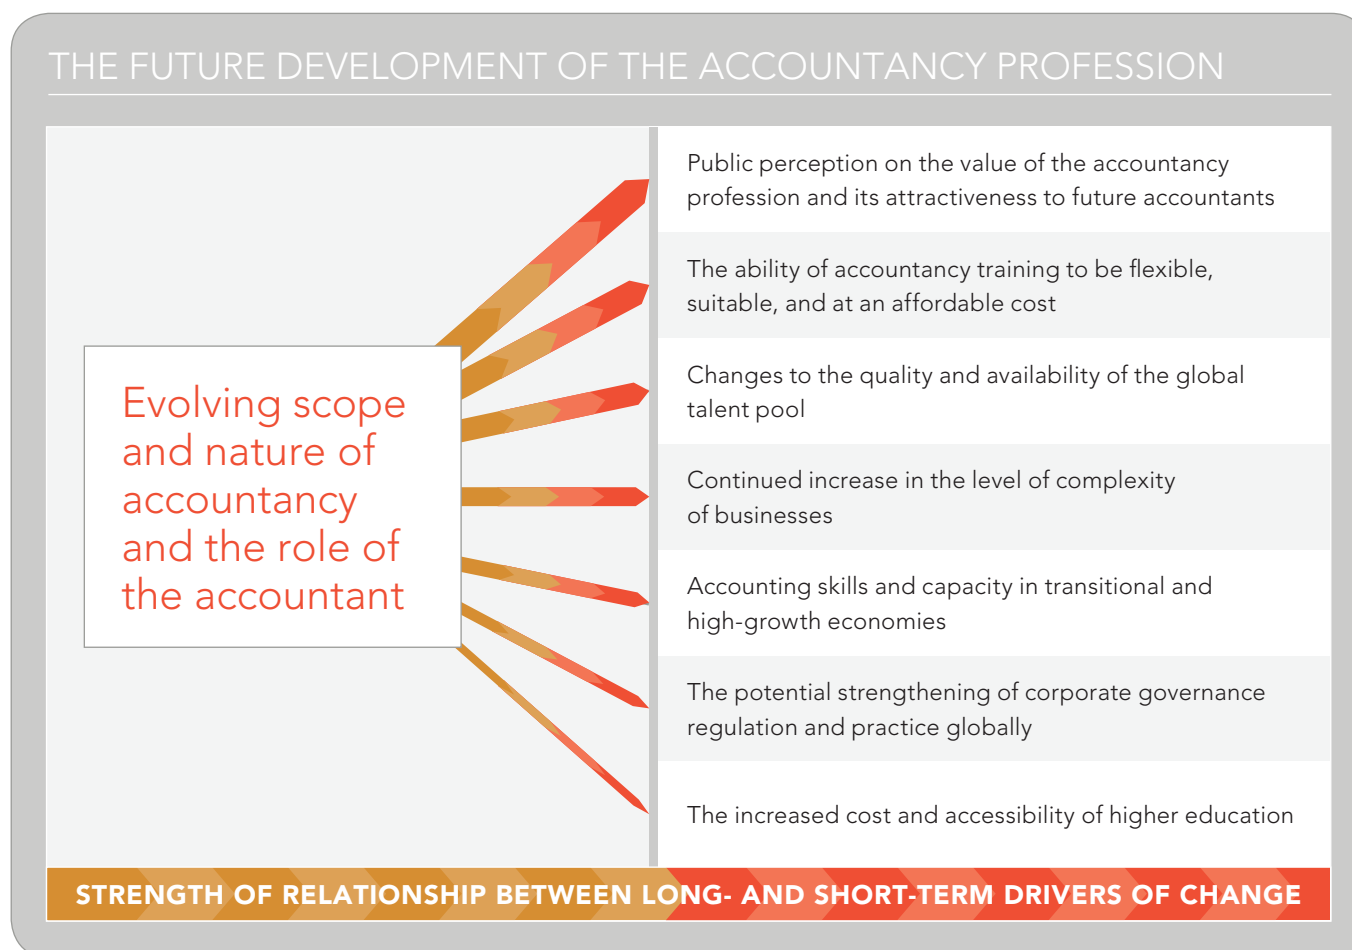 THE FUTURE DEVELOPMENT OF THE ACCOUNTANCY PROFESSION
Evolving scope
and nature of
accountancy
and the role of
the accountant
Public perception on the value of the accountancy
profession and its attractiveness to future accountants
The ability of accountancy training to be flexible,
suitable, and at an affordable cost
Changes to the quality and availability of the global
talent pool
Continued increase in the level of complexity
of businesses
Accounting skills and capacity in transitional and
high-growth economies
The potential strengthening of corporate governance
regulation and practice globally
The increased cost and accessibility of higher education
STRENGTH OF RELATIONSHIP BETWEEN LONG- AND SHORT-TERM DRIVERS OF CHANGE